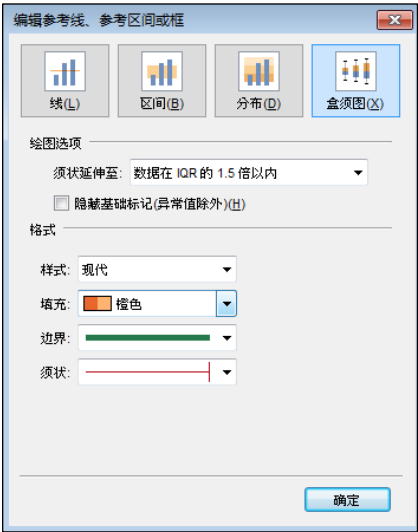 编辑参考线、参考区间或框
线(L) 区间(B) 分布(D) 盒须图(X)
绘图选项
须状延伸至: 数据在 IQR 的 1.5 倍以内
隐藏基础标记(异常值除外)(H)
格式
样式: 现代
填充: 橙色
边界:
须状:
确定